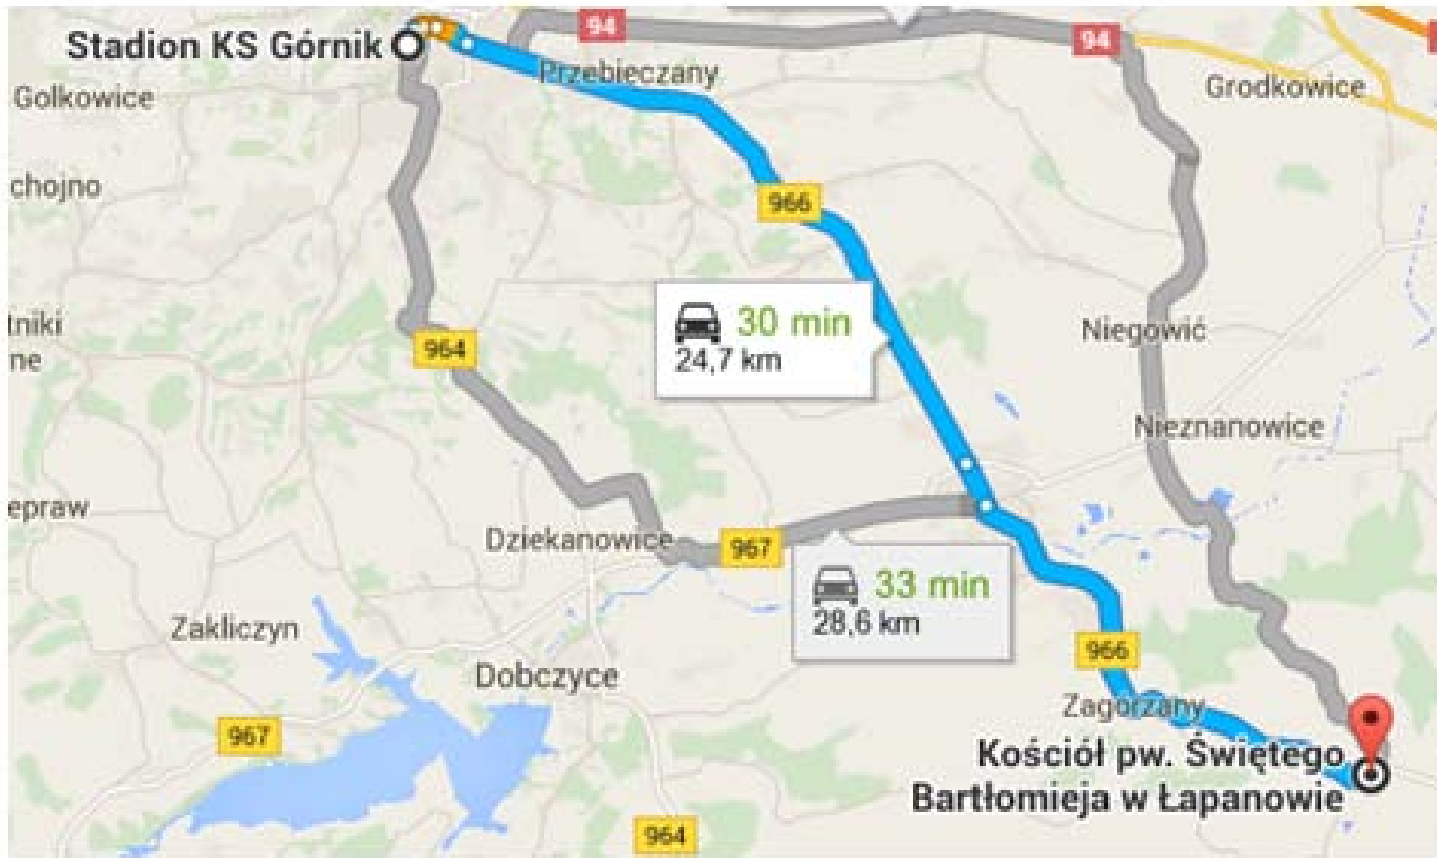 94
94
Stadion KS Górnik
Przebieczany
Grodkowice
Golkowice
chojno
966
30 min
24,7 km
tniki
ne
964
Niegowić
Nieznanowice
epraw
Dziekanowice
967
33 min
28,6 km
Zakliczyn
966
Dobczyce
Zagórzany
967
Kościół pw. Świętego
Bartłomieja w Łapanowie
964